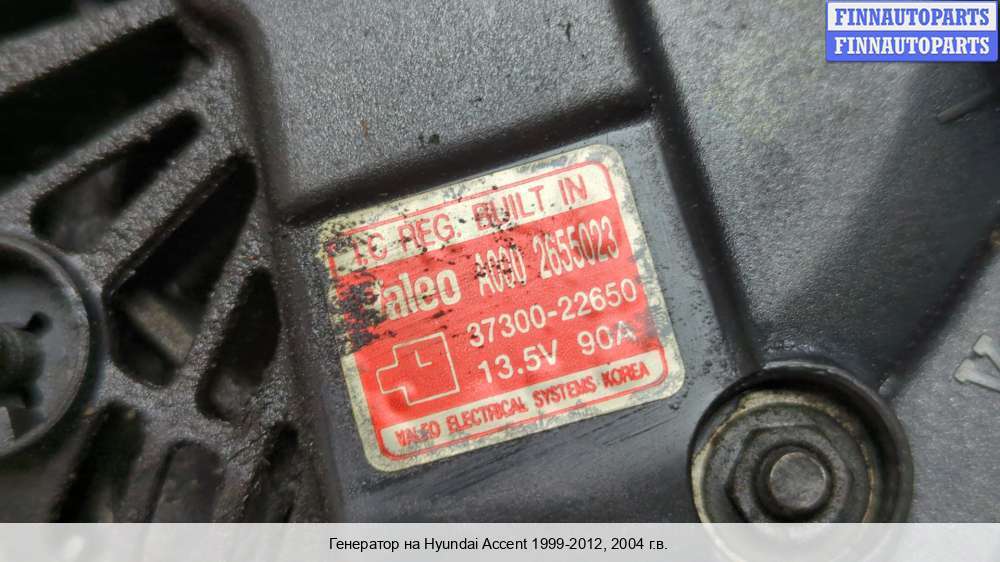 FINNAUTOPARTS
FINNAUTOPARTS
I.C REG. BUILT IN
Valeo A090 2655023
37300-22650
L
13.5V 90A
VALEO ELECTRICAL SYSTEMS KOREA
Генератор на Hyundai Accent 1999-2012, 2004 г.в.